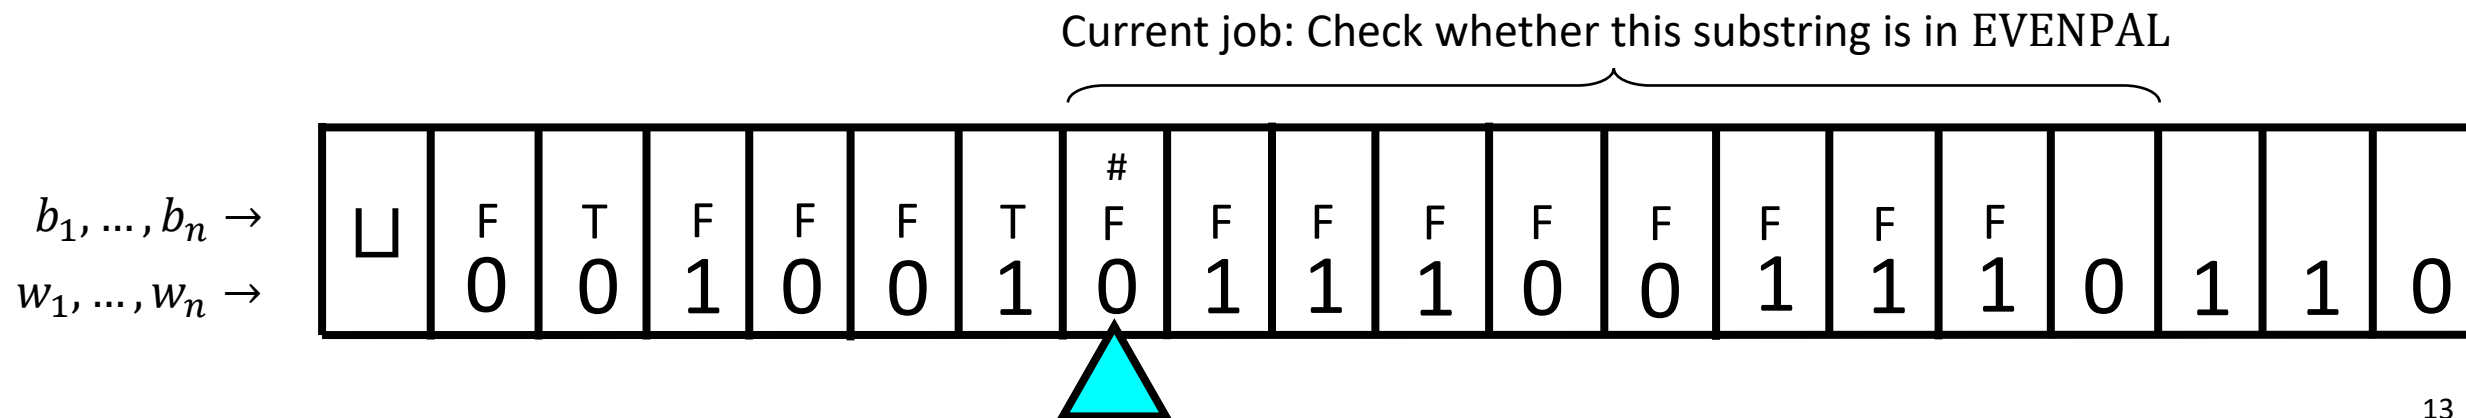 Current job: Check whether this substring is in EVENPAL
#
b₁, … , bₙ → ⊔ F T F F F T F F F F F F F F F
w₁, … , wₙ → 0 0 1 0 0 1 0 1 1 1 0 0 1 1 1 0 1 1 0
13